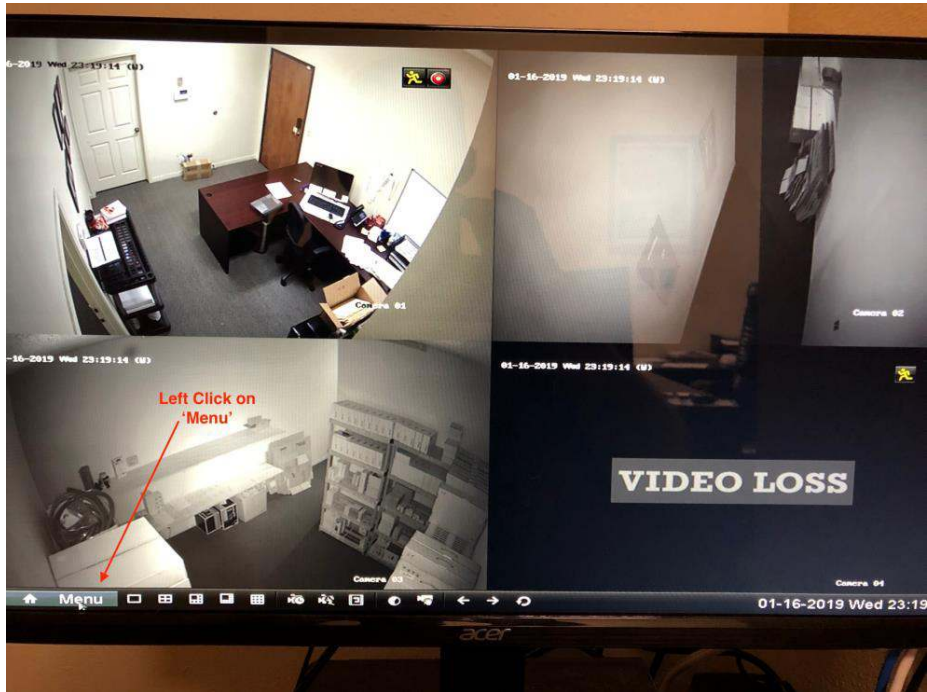 6-2019 Wed 23:19:14 (W)
01-16-2019 Wed 23:19:14 (W)
Camera 01
Camera 02
-16-2019 Wed 23:19:14 (W)
01-16-2019 Wed 23:19:14 (W)
Left Click on
'Menu'
VIDEO LOSS
Camera 03
Camera 04
Menu
01-16-2019 Wed 23:19
acer